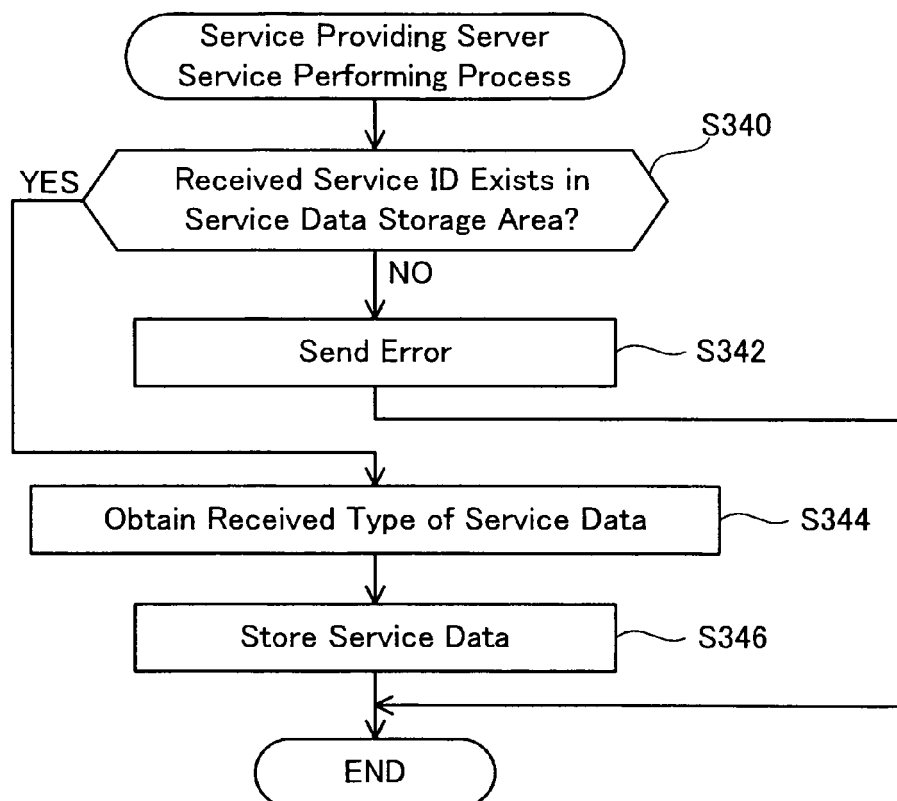 Service Providing Server
Service Performing Process
S340
YES
Received Service ID Exists in
Service Data Storage Area?
NO
Send Error
S342
Obtain Received Type of Service Data
S344
Store Service Data
S346
END